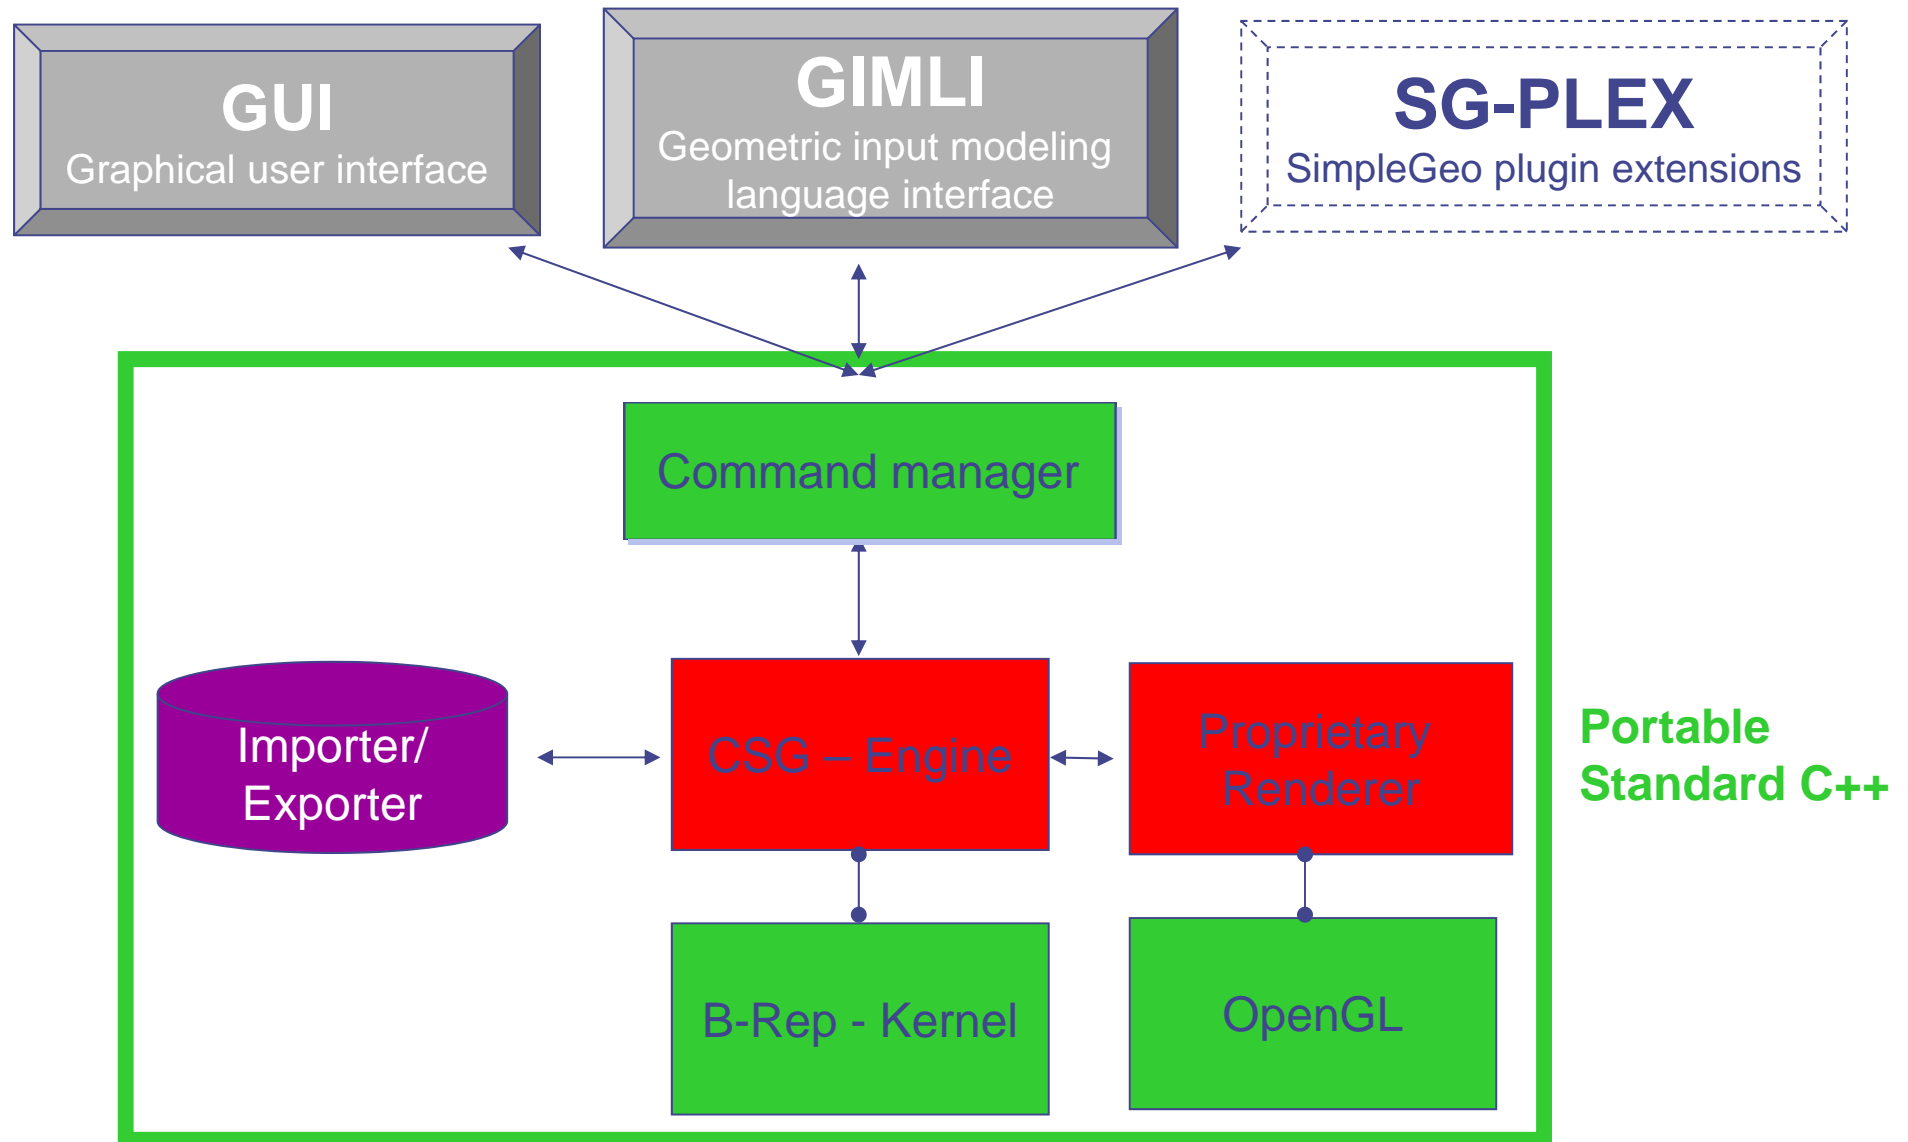 GUI
Graphical user interface
GIMLI
Geometric input modeling
language interface
SG-PLEX
SimpleGeo plugin extensions
Command manager
Importer/
Exporter
CSG – Engine
Proprietary
Renderer
Portable
Standard C++
B-Rep - Kernel
OpenGL